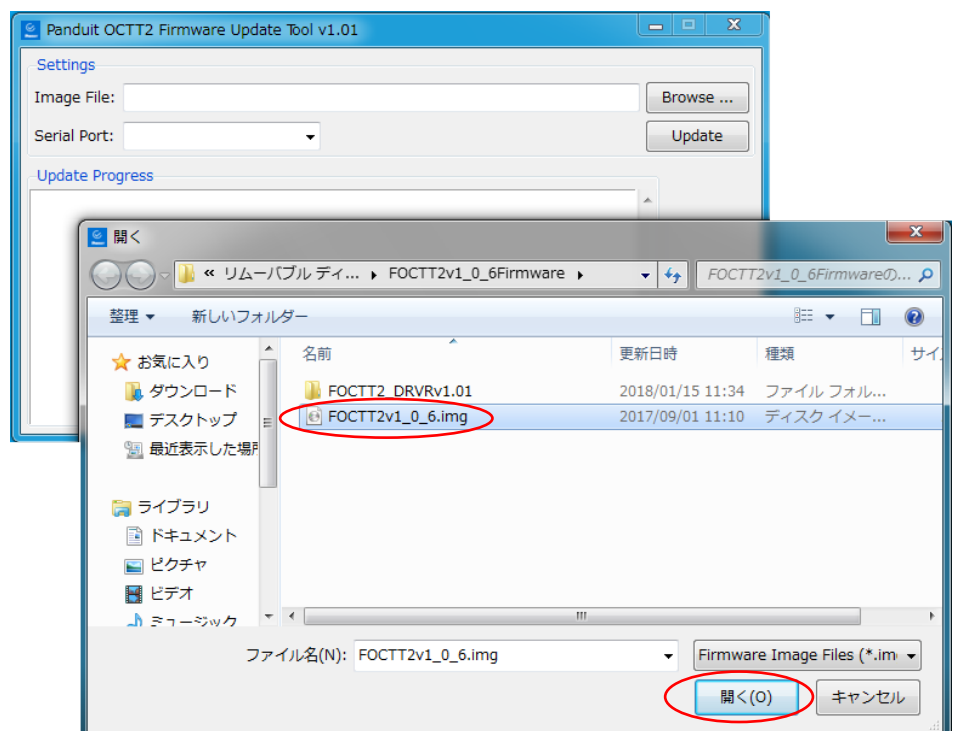 Panduit OCTT2 Firmware Update Tool v1.01
Settings
Image File:
Browse ...
Serial Port:
Update
Update Progress
開く
« リムーバブル ディ... ▸ FOCTT2v1_0_6Firmware ▸
FOCTT2v1_0_6Firmwareの...
整理 ▼ 新しいフォルダー
お気に入り
ダウンロード
デスクトップ
最近表示した場所
ライブラリ
ドキュメント
ピクチャ
ビデオ
ミュージック
名前 更新日時 種類 サイ
FOCTT2_DRVRv1.01 2018/01/15 11:34 ファイル フォル...
FOCTT2v1_0_6.img 2017/09/01 11:10 ディスク イメー...
ファイル名(N): FOCTT2v1_0_6.img Firmware Image Files (*.im
開く(O) キャンセル